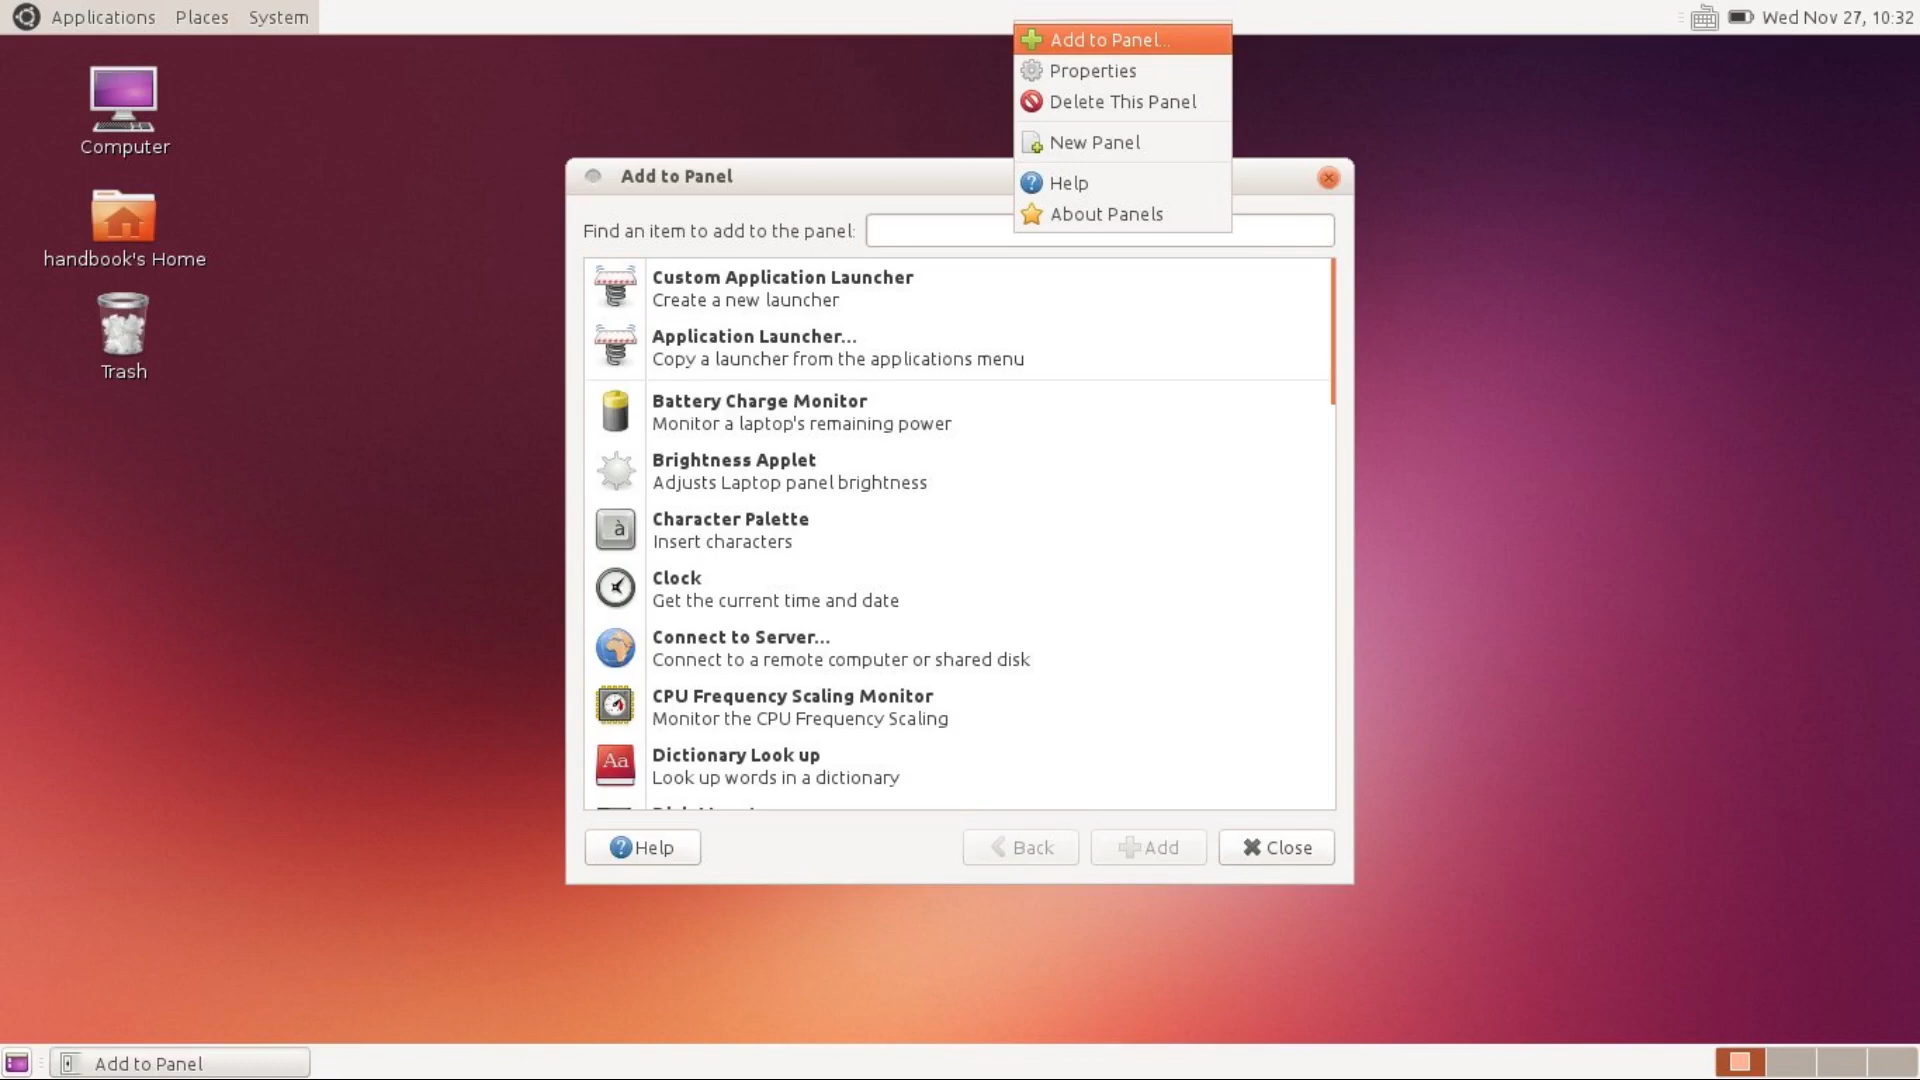 Applications Places System
Wed Nov 27, 10:32
Add to Panel...
Properties
Delete This Panel
New Panel
Help
About Panels
Computer
handbook's Home
Trash
Add to Panel
Find an item to add to the panel:
Custom Application Launcher
Create a new launcher
Application Launcher...
Copy a launcher from the applications menu
Battery Charge Monitor
Monitor a laptop's remaining power
Brightness Applet
Adjusts Laptop panel brightness
à
Character Palette
Insert characters
Clock
Get the current time and date
Connect to Server...
Connect to a remote computer or shared disk
CPU Frequency Scaling Monitor
Monitor the CPU Frequency Scaling
Aa
Dictionary Look up
Look up words in a dictionary
Help Back Add Close
Add to Panel